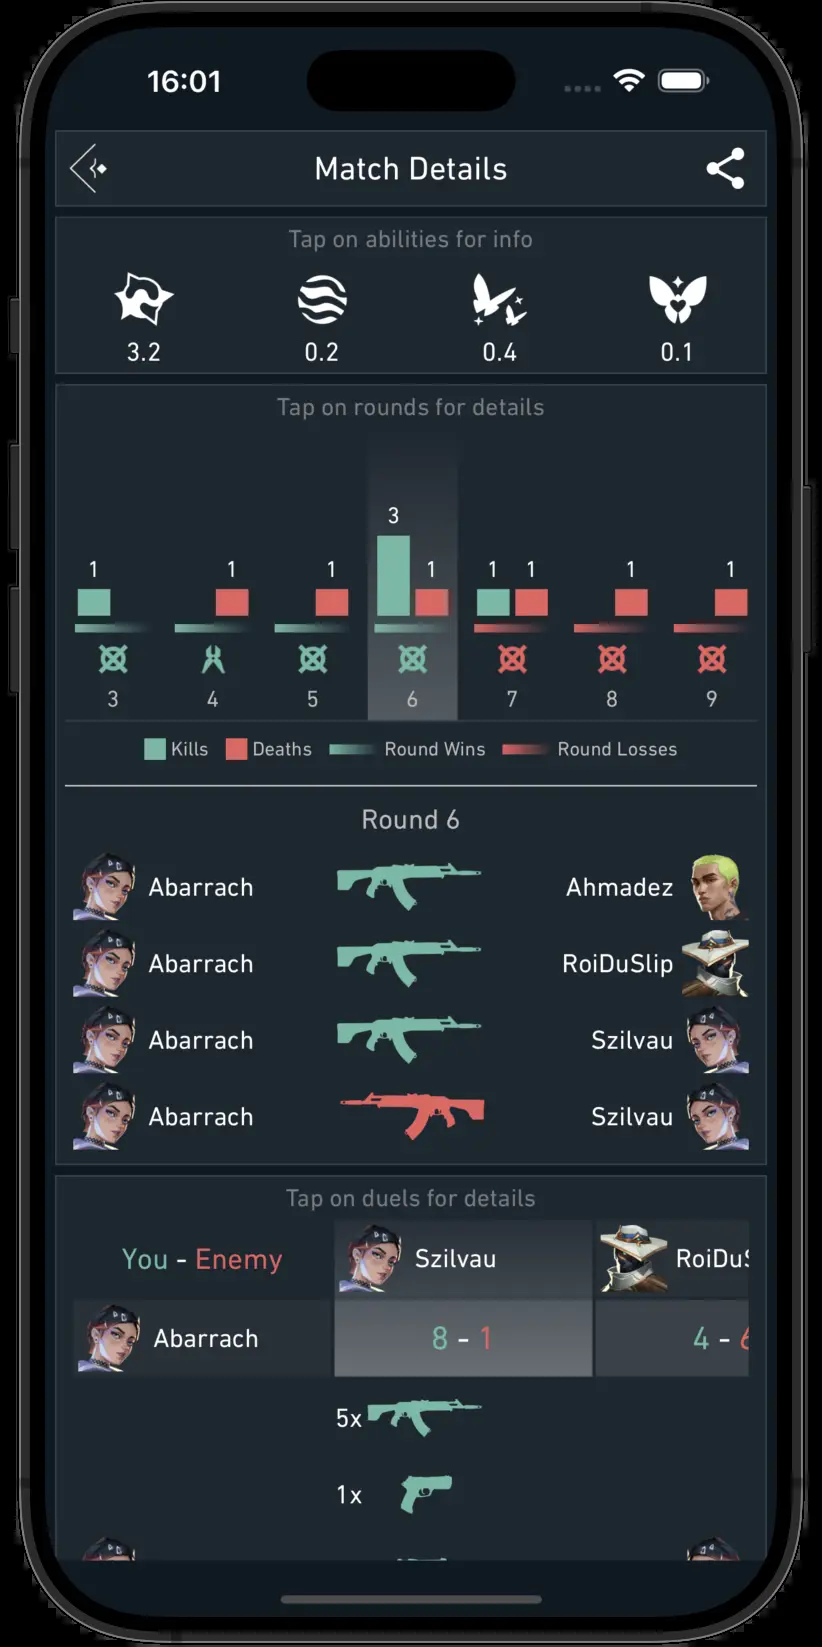 16:01
Match Details
Tap on abilities for info
3.2 0.2 0.4 0.1
Tap on rounds for details
3
1 1 1 1 1 1 1 1
3 4 5 6 7 8 9
Kills Deaths Round Wins Round Losses
Round 6
Abarrach Ahmadez
Abarrach RoiDuSlip
Abarrach Szilvau
Abarrach Szilvau
Tap on duels for details
You - Enemy Szilvau RoiDuS
Abarrach 8 - 1 4 - 6
5x
1x